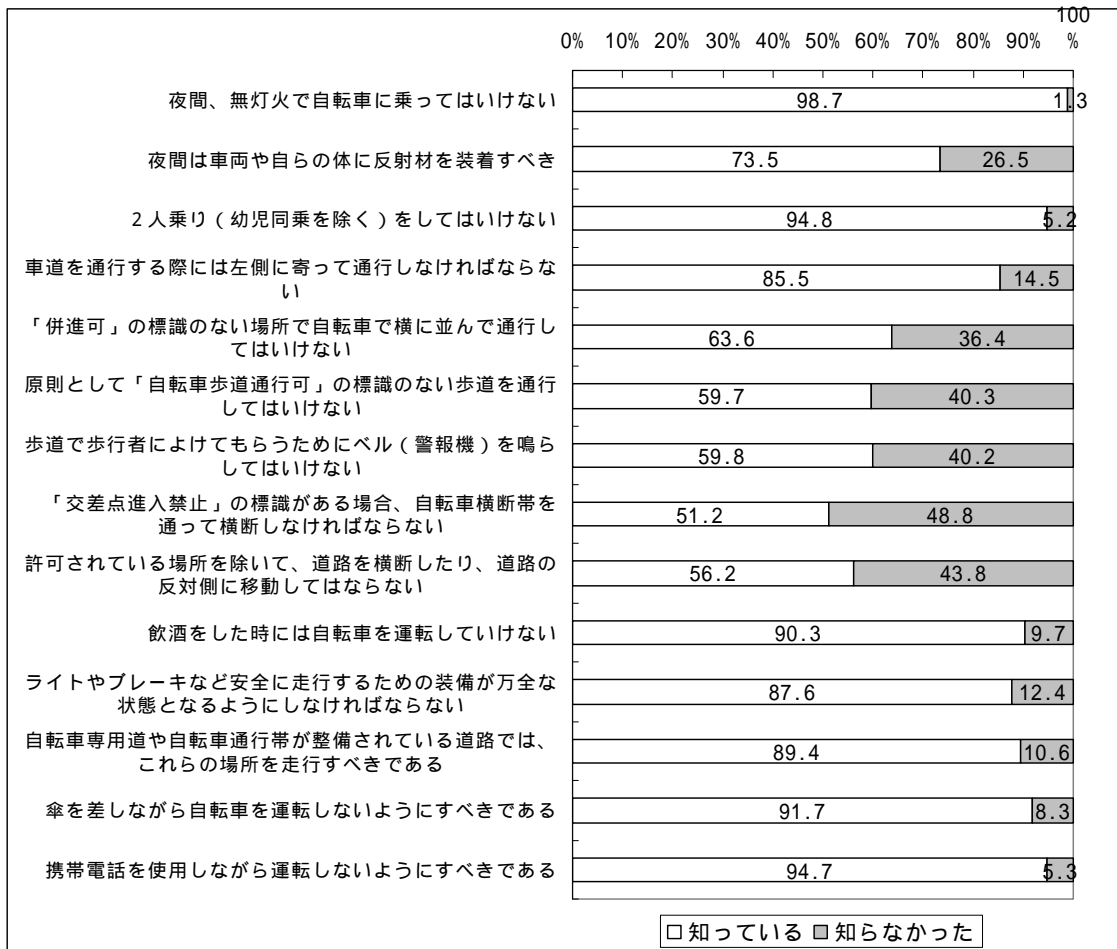 100
0% 10% 20% 30% 40% 50% 60% 70% 80% 90% %
夜間、無灯火で自転車に乗ってはいけない
98.7 1.3
夜間は車両や自らの体に反射材を装着すべき
73.5 26.5
2人乗り(幼児同乗を除く)をしてはいけない
94.8 5.2
車道を通行する際には左側に寄って通行しなければならな
い
85.5 14.5
「併進可」の標識のない場所で自転車で横に並んで通行し
てはいけない
63.6 36.4
原則として「自転車歩道通行可」の標識のない歩道を通行
してはいけない
59.7 40.3
歩道で歩行者によけてもらうためにベル(警報機)を鳴ら
してはいけない
59.8 40.2
「交差点進入禁止」の標識がある場合、自転車横断帯を
通って横断しなければならない
51.2 48.8
許可されている場所を除いて、道路を横断したり、道路の
反対側に移動してはならない
56.2 43.8
飲酒をした時には自転車を運転していけない
90.3 9.7
ライトやブレーキなど安全に走行するための装備が万全な
状態となるようにしなければならない
87.6 12.4
自転車専用道や自転車通行帯が整備されている道路では、
これらの場所を走行すべきである
89.4 10.6
傘を差しながら自転車を運転しないようにすべきである
91.7 8.3
携帯電話を使用しながら運転しないようにすべきである
94.7 5.3
知っている 知らなかった